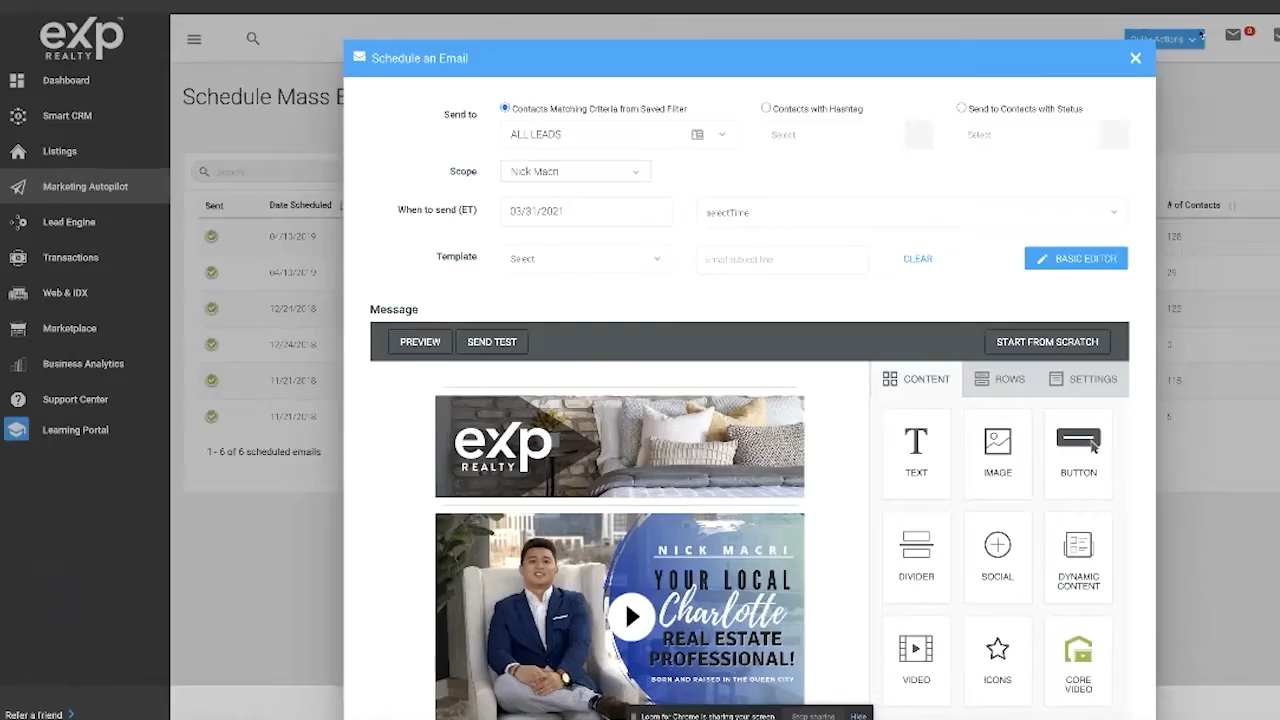 eXp
REALTY
Dashboard
Smart CRM
Listings
Marketing Autopilot
Lead Engine
Transactions
Web & IDX
Marketplace
Business Analytics
Support Center
Learning Portal
Refer a friend
Schedule Mass E
Search
Sent Date Scheduled # of Contacts
04/13/2019 128
04/10/2019 29
12/24/2018 122
12/24/2018
11/21/2018 115
11/21/2018 5
1 - 6 of 6 scheduled emails
Actions
0
Schedule an Email
Send to
Contacts Matching Criteria from Saved Filter
Contacts with Hashtag
Send to Contacts with Status
ALL LEADS
Select
Select
Scope
Nick Macri
When to send (ET)
03/31/2021
selectTime
Template
Select
Email subject line
CLEAR
BASIC EDITOR
Message
PREVIEW
SEND TEST
START FROM SCRATCH
CONTENT
ROWS
SETTINGS
TEXT
IMAGE
BUTTON
DIVIDER
SOCIAL
DYNAMIC
CONTENT
VIDEO
ICONS
CORE
VIDEO
eXp
REALTY
NICK MACRI
YOUR LOCAL
Charlotte
REAL ESTATE
PROFESSIONAL!
BORN AND RAISED IN THE QUEEN CITY
Loom for Chrome is sharing your screen
Stop sharing
Hide